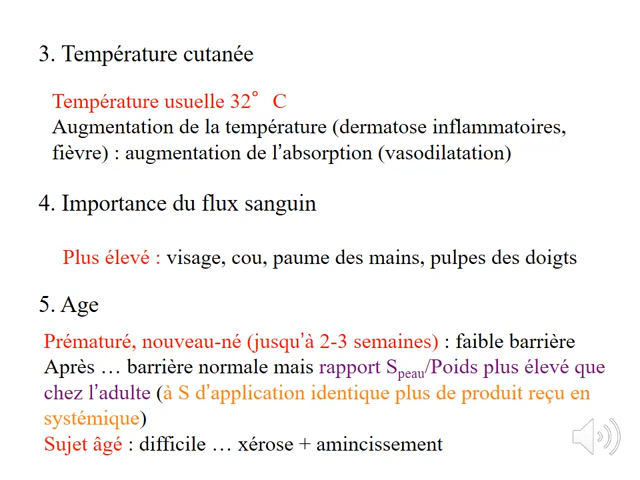 3. Température cutanée
Température usuelle 32° C
Augmentation de la température (dermatose inflammatoires,
fièvre) : augmentation de l'absorption (vasodilatation)
4. Importance du flux sanguin
Plus élevé : visage, cou, paume des mains, pulpes des doigts
5. Age
Prématuré, nouveau-né (jusqu'à 2-3 semaines) : faible barrière
Après … barrière normale mais rapport Speau/Poids plus élevé que
chez l'adulte (à S d'application identique plus de produit reçu en
systémique)
Sujet âgé : difficile … xérose + amincissement